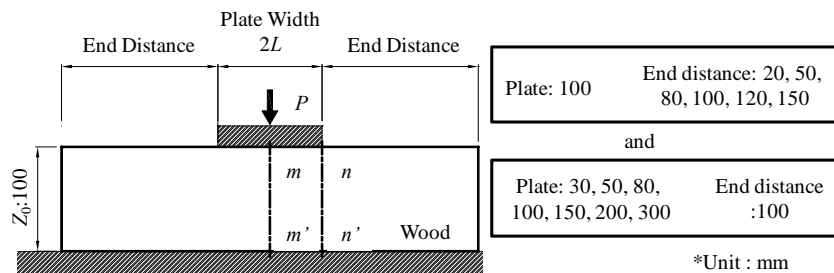 Plate Width
End Distance
2L
End Distance
P
Z0:100
m
n
m'
n'
Wood
Plate: 100
End distance: 20, 50,
80, 100, 120, 150
and
Plate: 30, 50, 80,
100, 150, 200, 300
End distance
:100
*Unit : mm